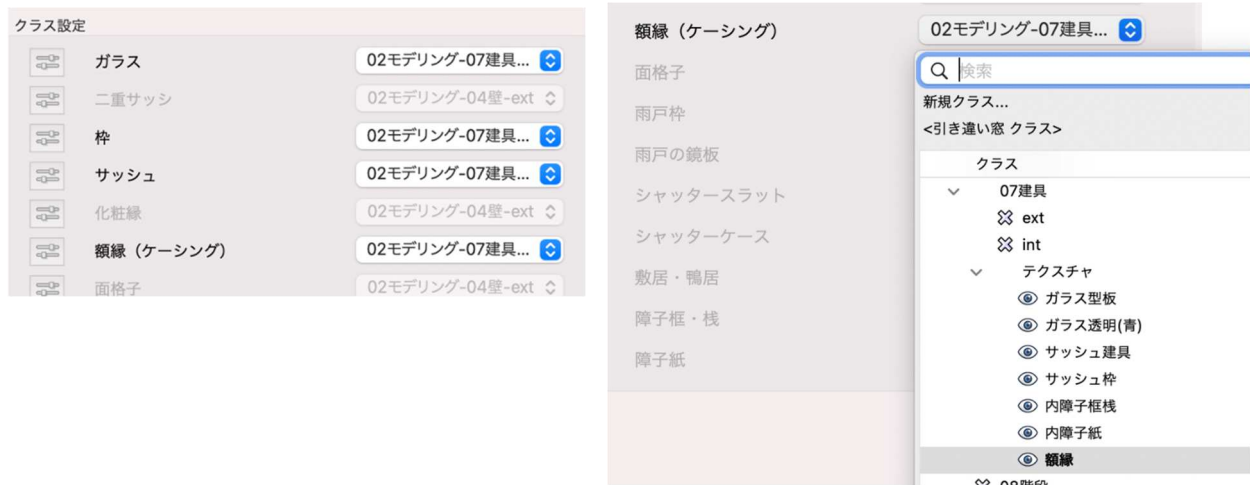 クラス設定
ガラス 02モデリング-07建具...
二重サッシ 02モデリング-04壁-ext
枠 02モデリング-07建具...
サッシュ 02モデリング-07建具...
化粧縁 02モデリング-04壁-ext
額縁（ケーシング） 02モデリング-07建具...
面格子 02モデリング-04壁-ext
額縁（ケーシング） 02モデリング-07建具...
面格子
雨戸枠
雨戸の鏡板
シャッタースラット
シャッターケース
敷居・鴨居
障子框・桟
障子紙
検索
新規クラス...
<引き違い窓 クラス>
クラス
07建具
ext
int
テクスチャ
ガラス型板
ガラス透明(青)
サッシュ建具
サッシュ枠
内障子框桟
内障子紙
額縁
08階段